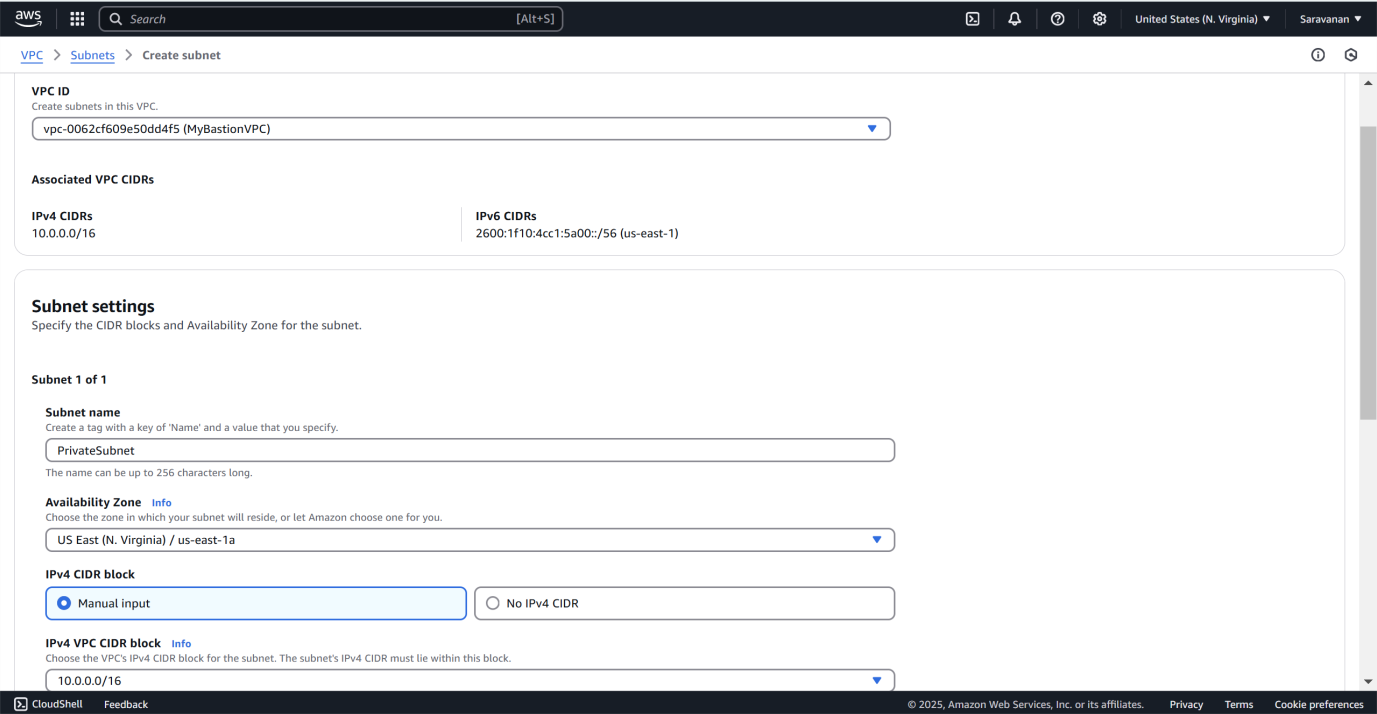 aws
Search [Alt+S]
United States (N. Virginia) ▼
Saravanan ▼
VPC > Subnets > Create subnet
VPC ID
Create subnets in this VPC.
vpc-0062cf609e50dd4f5 (MyBastionVPC)
Associated VPC CIDRs
IPv4 CIDRs
10.0.0.0/16
IPv6 CIDRs
2600:1f10:4cc1:5a00::/56 (us-east-1)
Subnet settings
Specify the CIDR blocks and Availability Zone for the subnet.
Subnet 1 of 1
Subnet name
Create a tag with a key of 'Name' and a value that you specify.
PrivateSubnet
The name can be up to 256 characters long.
Availability Zone Info
Choose the zone in which your subnet will reside, or let Amazon choose one for you.
US East (N. Virginia) / us-east-1a
IPv4 CIDR block
Manual input
No IPv4 CIDR
IPv4 VPC CIDR block Info
Choose the VPC's IPv4 CIDR block for the subnet. The subnet's IPv4 CIDR must lie within this block.
10.0.0.0/16
CloudShell Feedback
© 2025, Amazon Web Services, Inc. or its affiliates. Privacy Terms Cookie preferences